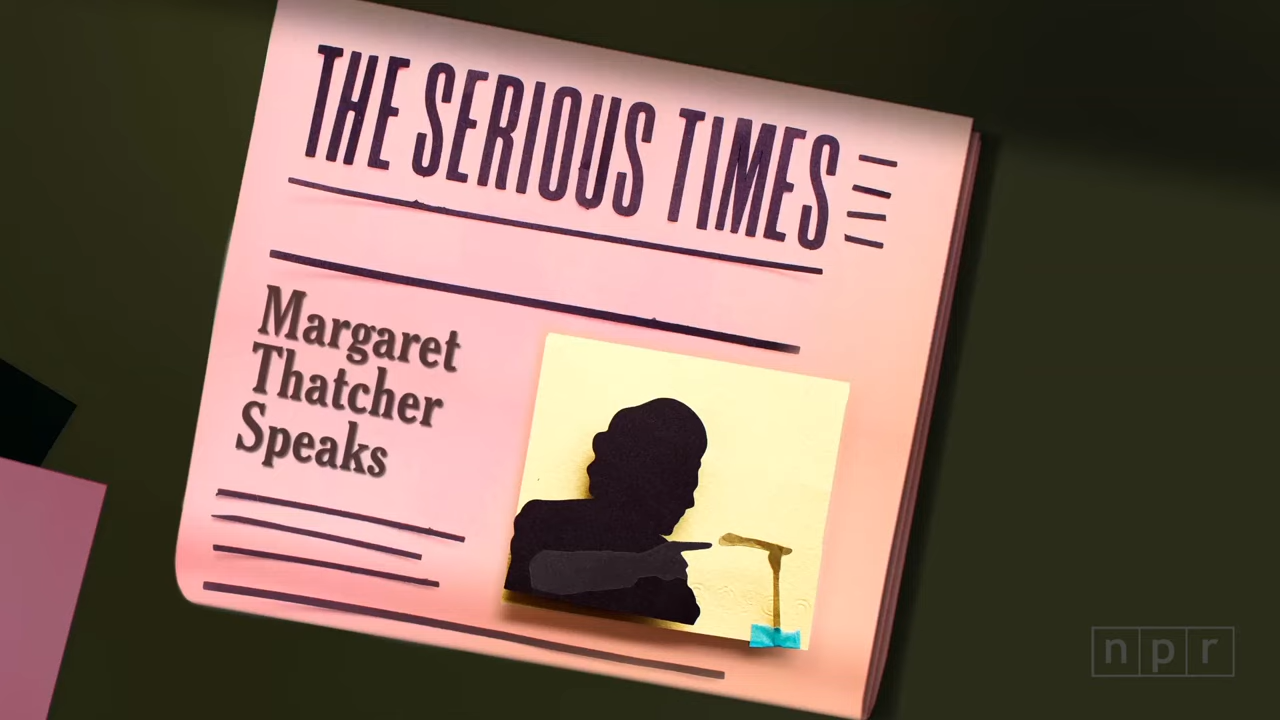 THE SERIOUS TIMES
Margaret
Thatcher
Speaks
npr